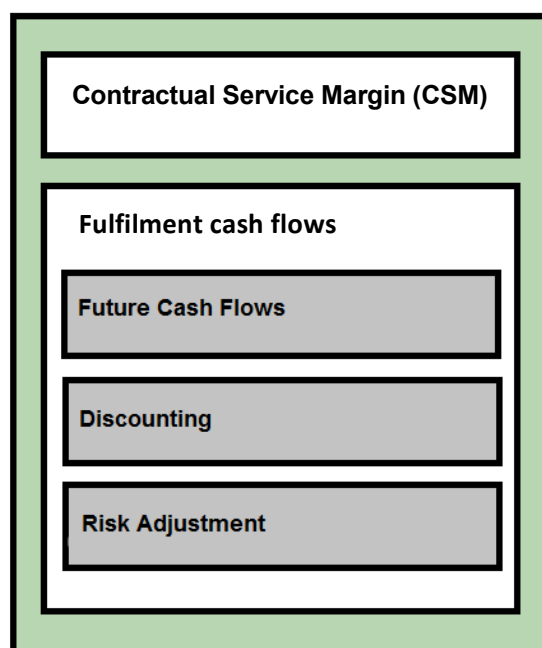 Contractual Service Margin (CSM)
Fulfilment cash flows
Future Cash Flows
Discounting
Risk Adjustment